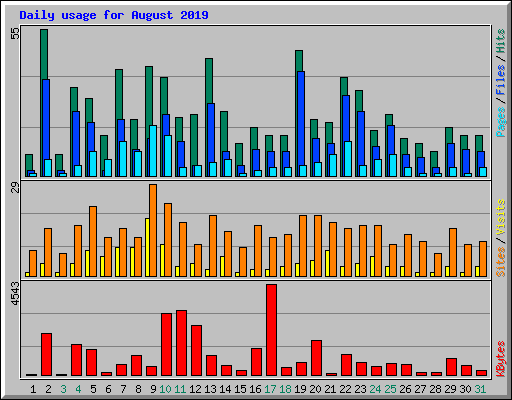 Daily usage for August 2019
55
Pages / Files / Hits
29
Sites / Visits
4543
KBytes
1 2 3 4 5 6 7 8 9 10 11 12 13 14 15 16 17 18 19 20 21 22 23 24 25 26 27 28 29 30 31